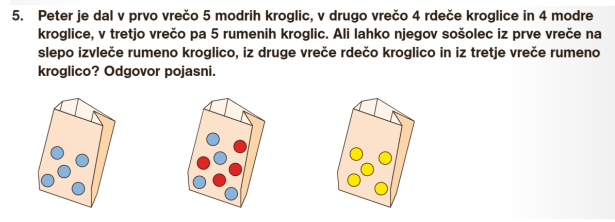 5. Peter je dal v prvo vrečo 5 modrih kroglic, v drugo vrečo 4 rdeče kroglice in 4 modre
kroglice, v tretjo vrečo pa 5 rumenih kroglic. Ali lahko njegov sošolec iz prve vreče na
slepo izvleče rumeno kroglico, iz druge vreče rdečo kroglico in iz tretje vreče rumeno
kroglico? Odgovor pojasni.